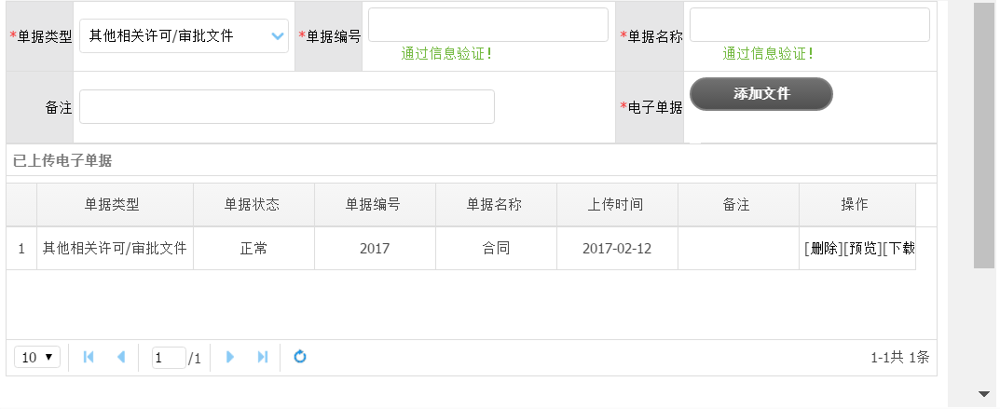 *单据类型 其他相关许可/审批文件 *单据编号 *单据名称
通过信息验证! 通过信息验证!
备注 *电子单据 添加文件
已上传电子单据
单据类型 单据状态 单据编号 单据名称 上传时间 备注 操作
1 其他相关许可/审批文件 正常 2017 合同 2017-02-12 [删除][预览][下载
10 1 /1 1-1共 1条